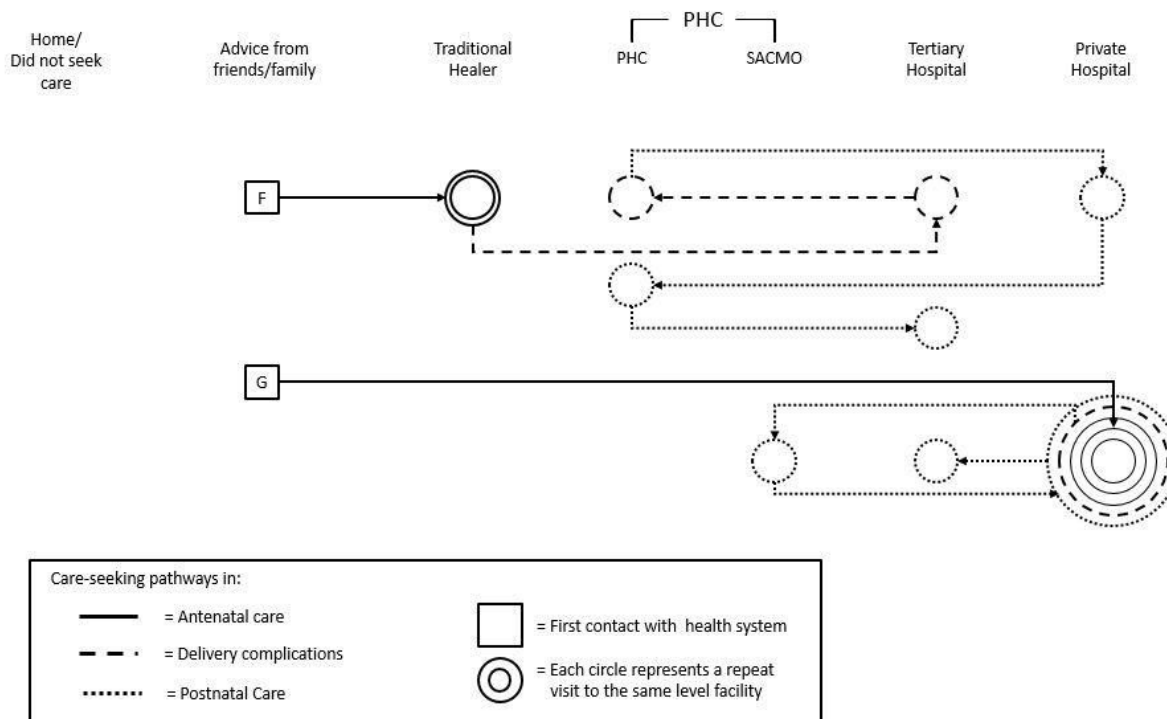 PHC
Home/
Did not seek
care
Advice from
friends/family
Traditional
Healer
PHC
SACMO
Tertiary
Hospital
Private
Hospital
F
G
Care-seeking pathways in:
= Antenatal care
= Delivery complications
= Postnatal Care
= First contact with health system
= Each circle represents a repeat
visit to the same level facility